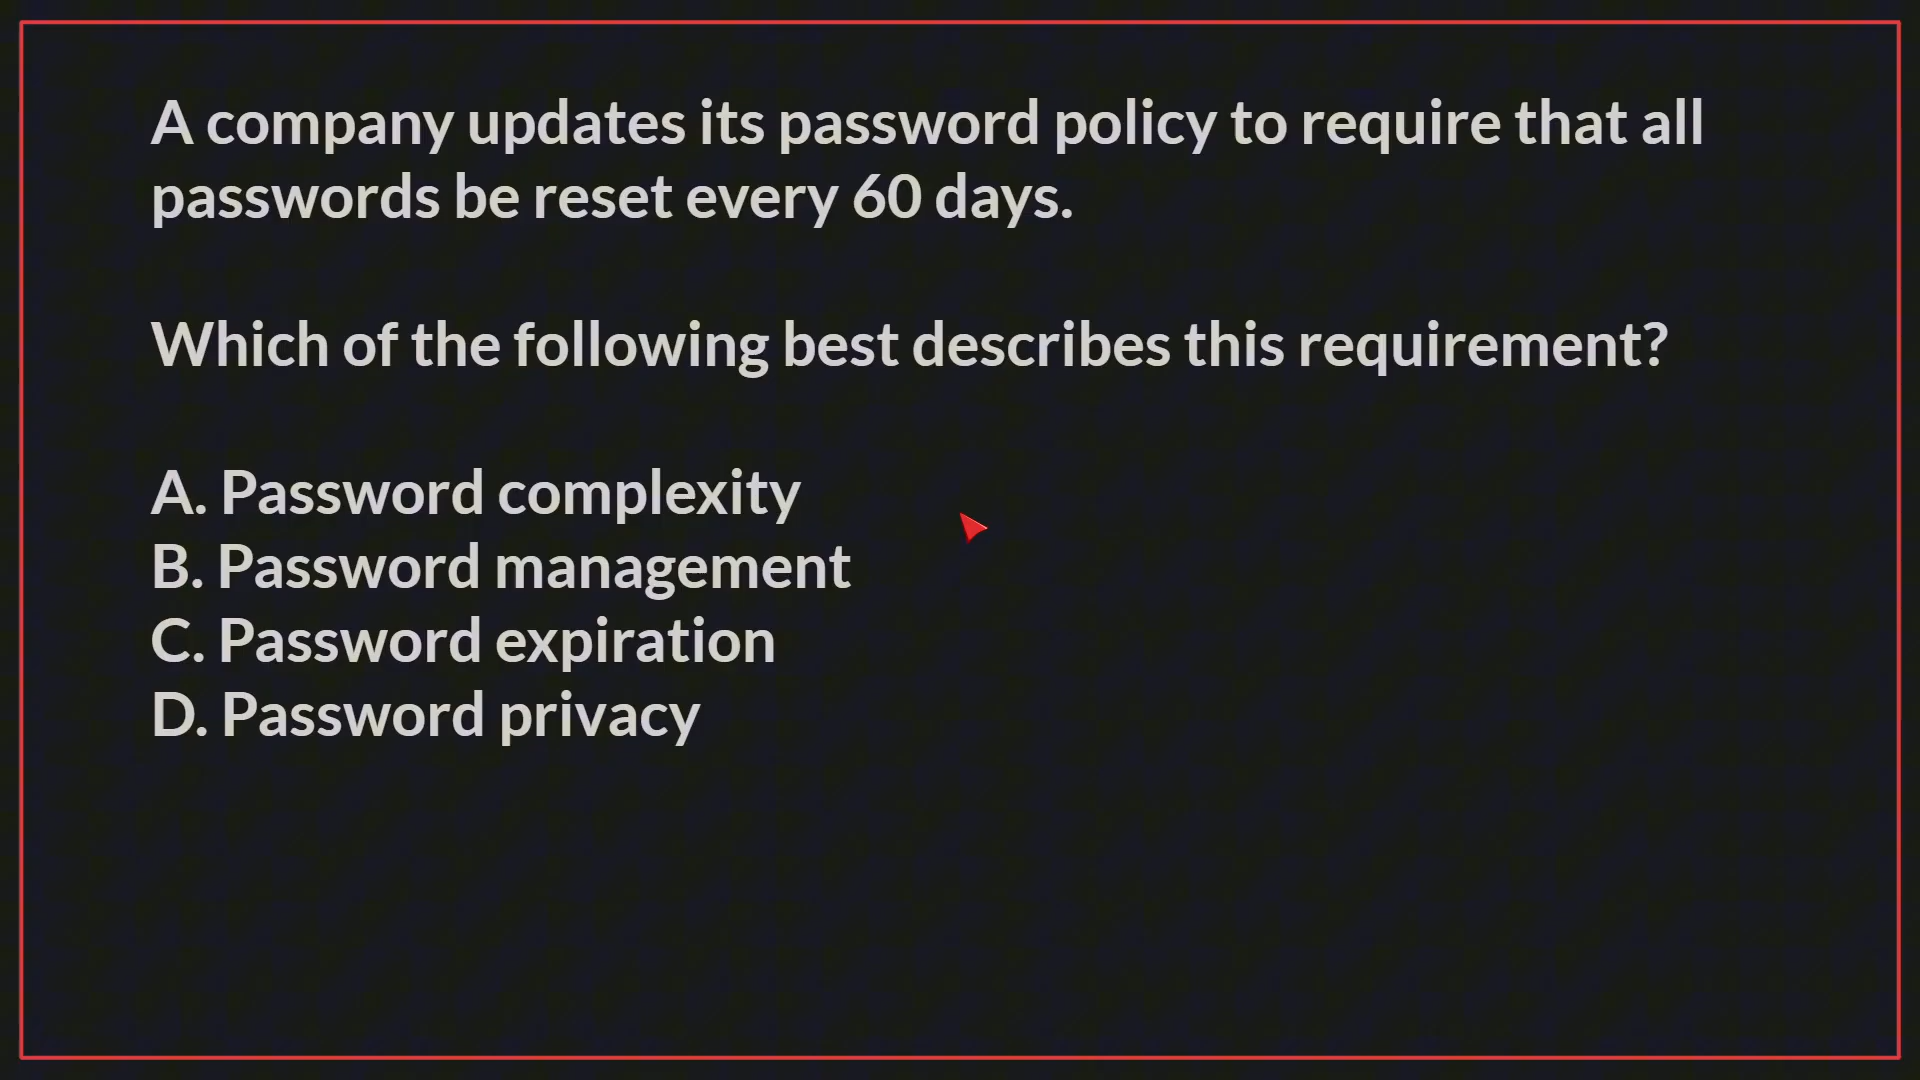 A company updates its password policy to require that all
passwords be reset every 60 days.
Which of the following best describes this requirement?
A. Password complexity
B. Password management
C. Password expiration
D. Password privacy